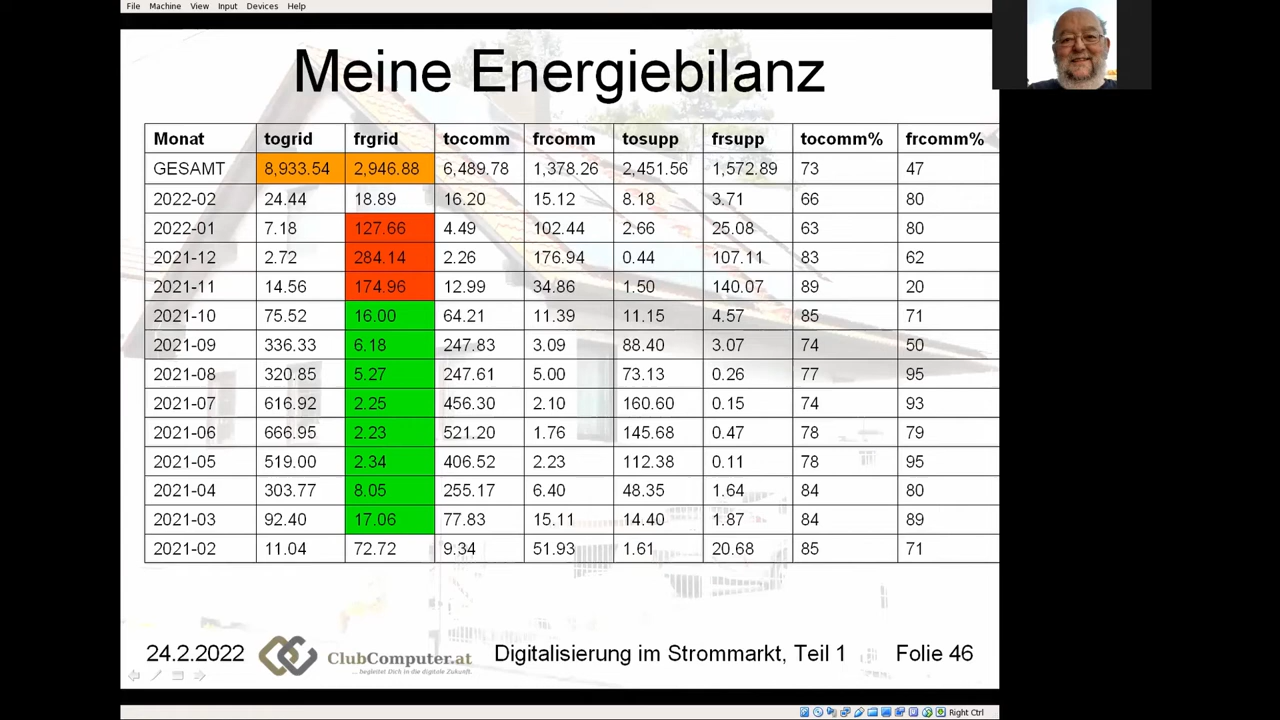 File Machine View Input Devices Help
Meine Energiebilanz
Monat togrid frgrid tocomm frcomm tosupp frsupp tocomm% frcomm%
GESAMT 8,933.54 2,946.88 6,489.78 1,378.26 2,451.56 1,572.89 73 47
2022-02 24.44 18.89 16.20 15.12 8.18 3.71 66 80
2022-01 7.18 127.66 4.49 102.44 2.66 25.08 63 80
2021-12 2.72 284.14 2.26 176.94 0.44 107.11 83 62
2021-11 14.56 174.96 12.99 34.86 1.50 140.07 89 20
2021-10 75.52 16.00 64.21 11.39 11.15 4.57 85 71
2021-09 336.33 6.18 247.83 3.09 88.40 3.07 74 50
2021-08 320.85 5.27 247.61 5.00 73.13 0.26 77 95
2021-07 616.92 2.25 456.30 2.10 160.60 0.15 74 93
2021-06 666.95 2.23 521.20 1.76 145.68 0.47 78 79
2021-05 519.00 2.34 406.52 2.23 112.38 0.11 78 95
2021-04 303.77 8.05 255.17 6.40 48.35 1.64 84 80
2021-03 92.40 17.06 77.83 15.11 14.40 1.87 84 89
2021-02 11.04 72.72 9.34 51.93 1.61 20.68 85 71
24.2.2022 ClubComputer.at Digitalisierung im Strommarkt, Teil 1 Folie 46
... begleitet Dich in die digitale Zukunft.
Right Ctrl